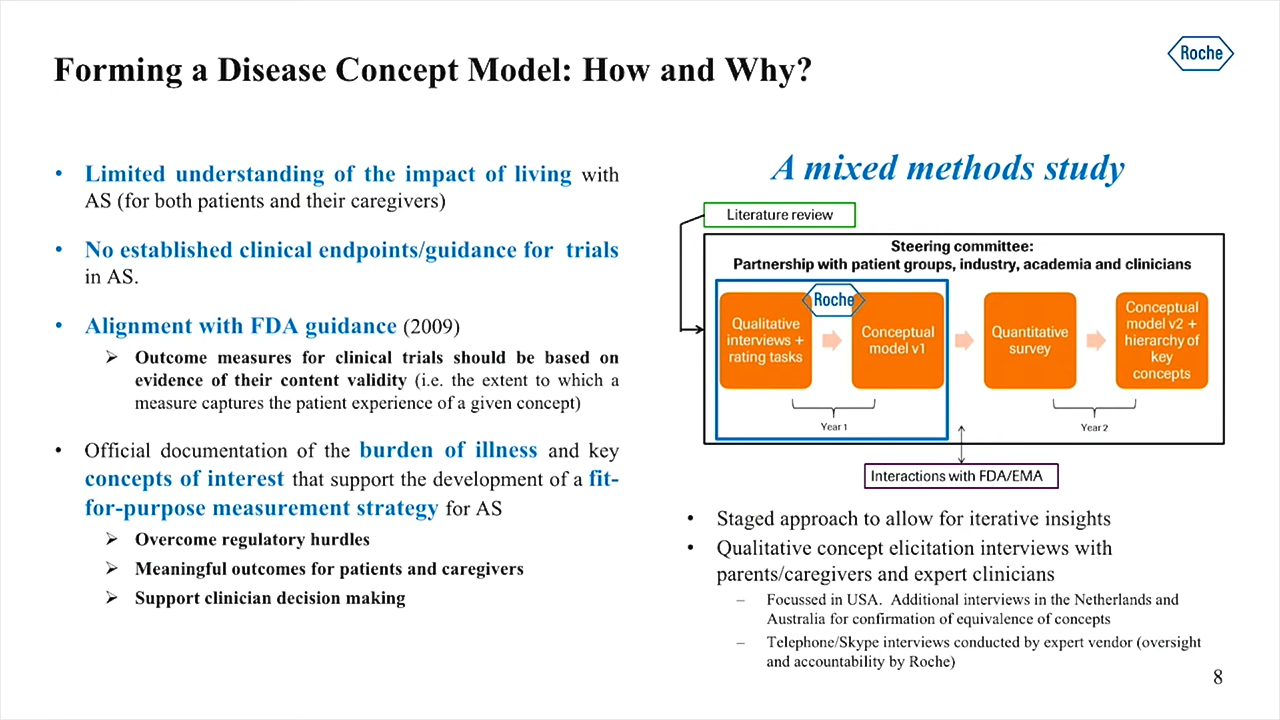 Roche
Forming a Disease Concept Model: How and Why?
• Limited understanding of the impact of living with
AS (for both patients and their caregivers)
• No established clinical endpoints/guidance for trials
in AS.
• Alignment with FDA guidance (2009)
➢ Outcome measures for clinical trials should be based on
evidence of their content validity (i.e. the extent to which a
measure captures the patient experience of a given concept)
• Official documentation of the burden of illness and key
concepts of interest that support the development of a fit-
for-purpose measurement strategy for AS
➢ Overcome regulatory hurdles
➢ Meaningful outcomes for patients and caregivers
➢ Support clinician decision making
A mixed methods study
Literature review
Steering committee:
Partnership with patient groups, industry, academia and clinicians
Roche
Qualitative
interviews +
rating tasks
Conceptual
model v1
Quantitative
survey
Conceptual
model v2 +
hierarchy of
key
concepts
Year 1
Year 2
Interactions with FDA/EMA
• Staged approach to allow for iterative insights
• Qualitative concept elicitation interviews with
parents/caregivers and expert clinicians
– Focussed in USA. Additional interviews in the Netherlands and
Australia for confirmation of equivalence of concepts
– Telephone/Skype interviews conducted by expert vendor (oversight
and accountability by Roche)
8